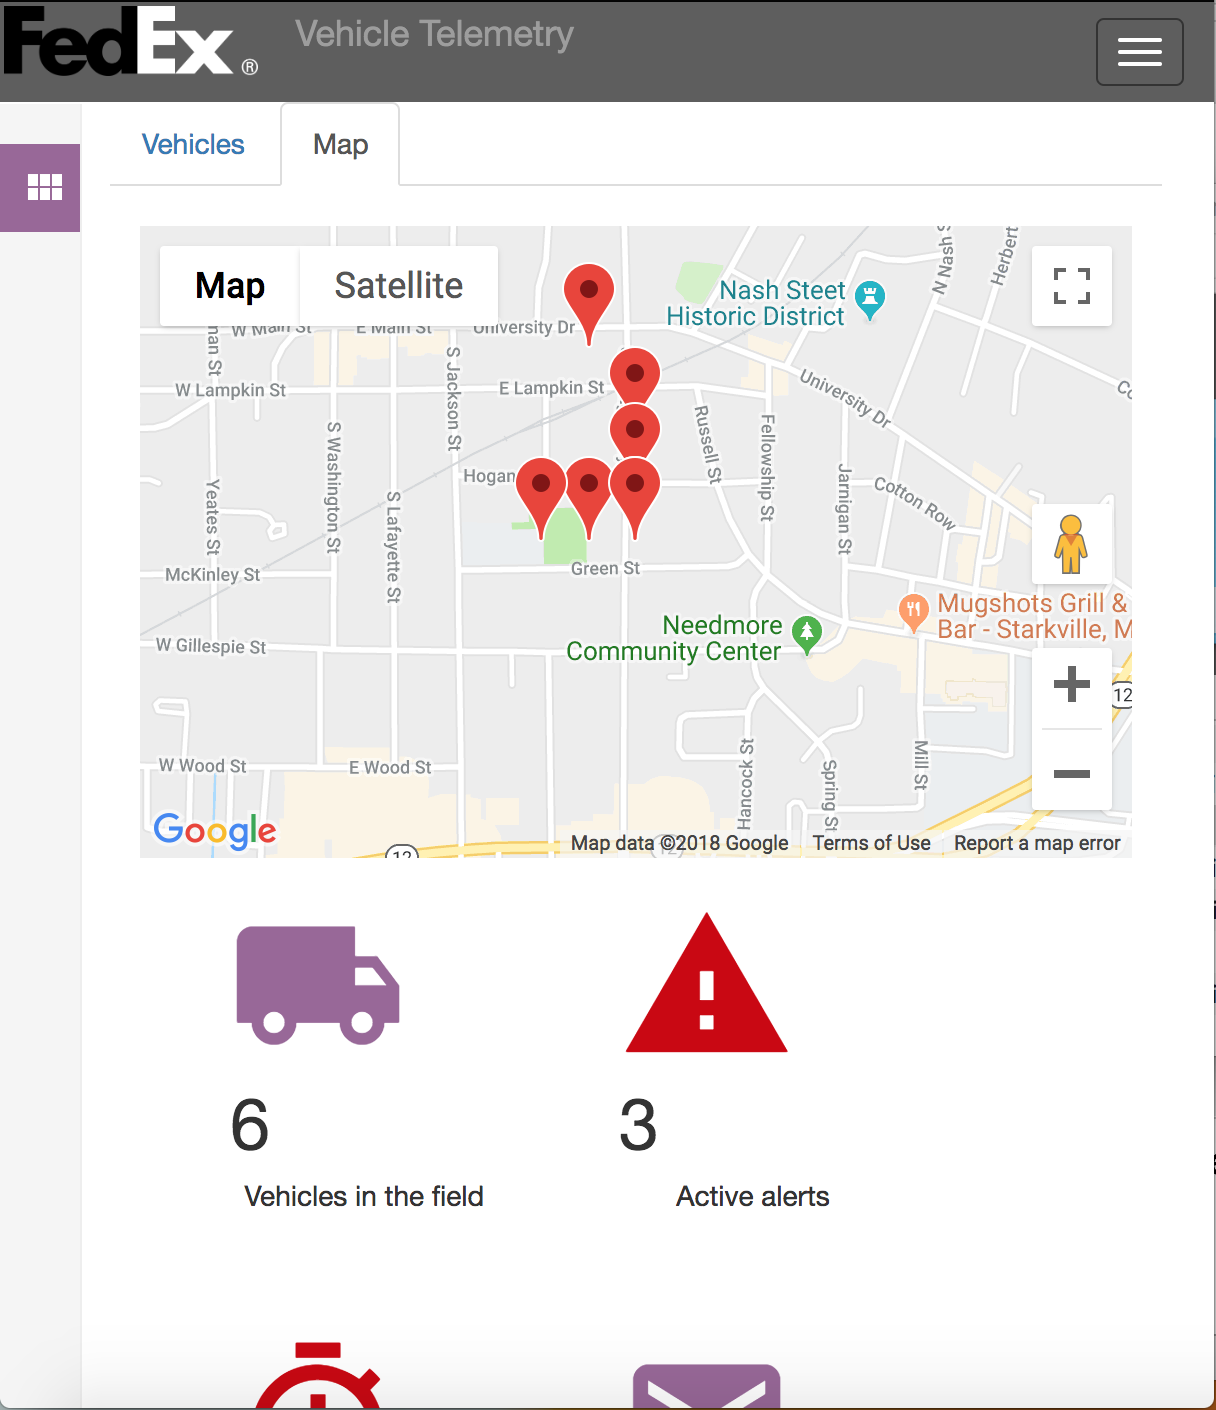 FedEx®
Vehicle Telemetry
Vehicles
Map
Map
Satellite
Nash Steet
Historic District
N Nash S
Herbert
W Main St
E Main St
University Dr
man St
W Lampkin St
S Jackson St
E Lampkin St
University Dr
Russell St
Fellowship St
S Washington St
Hogan
Yeates St
S Lafayette St
Jarnigan St
Cotton Row
McKinley St
Green St
Mugshots Grill &
Bar - Starkville, M
Needmore
Community Center
W Gillespie St
12
W Wood St
E Wood St
Hancock St
Spring St
Mill St
Google
12
12
Map data ©2018 Google
Terms of Use
Report a map error
6
3
Vehicles in the field
Active alerts